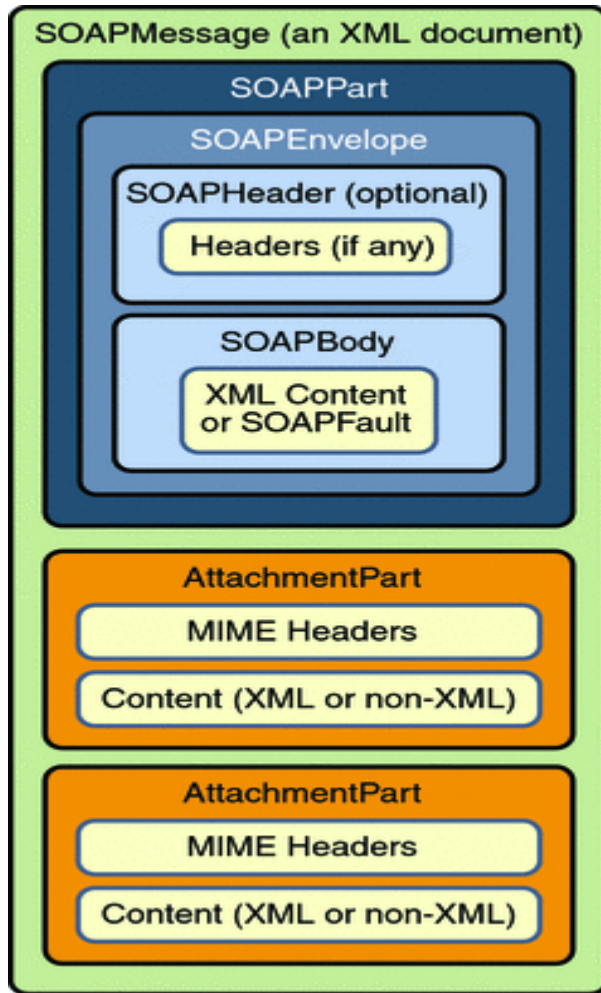 SOAPMessage (an XML document)
SOAPPart
SOAPEnvelope
SOAPHeader (optional)
Headers (if any)
SOAPBody
XML Content
or SOAPFault
AttachmentPart
MIME Headers
Content (XML or non-XML)
AttachmentPart
MIME Headers
Content (XML or non-XML)